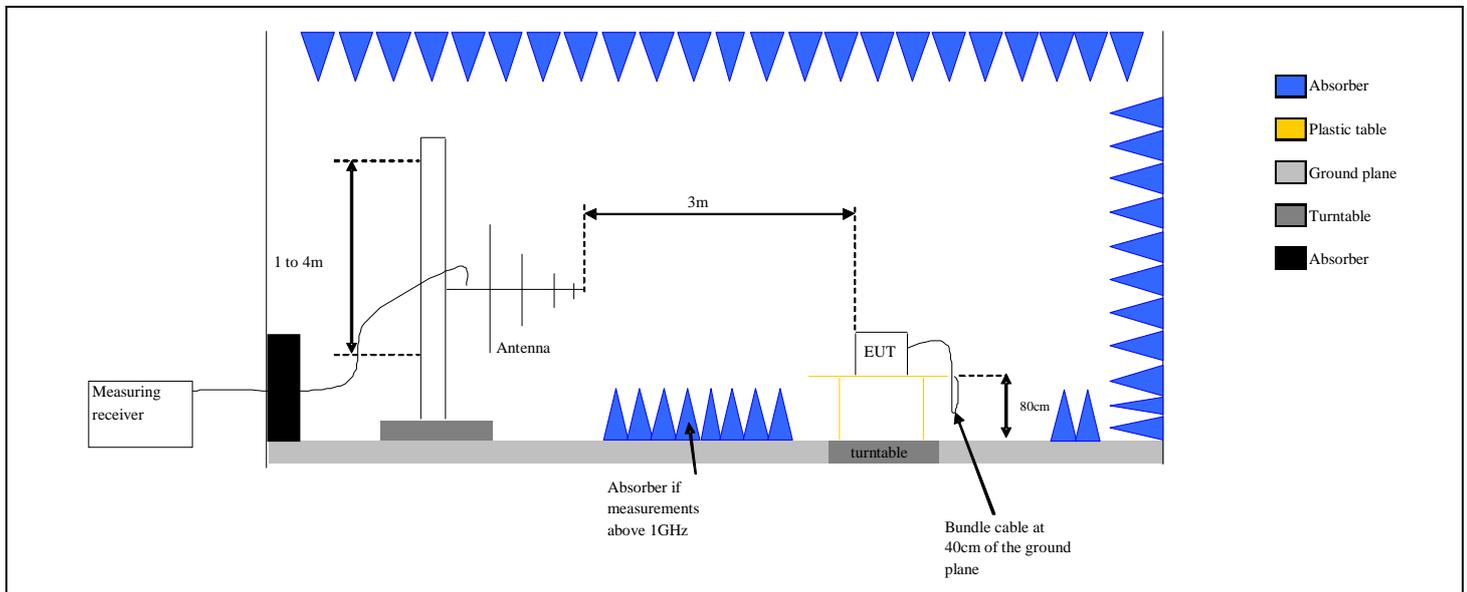 Absorber
Plastic table
Ground plane
Turntable
Absorber
3m
1 to 4m
Antenna
EUT
Measuring
receiver
80cm
turntable
Absorber if
measurements
above 1GHz
Bundle cable at
40cm of the ground
plane